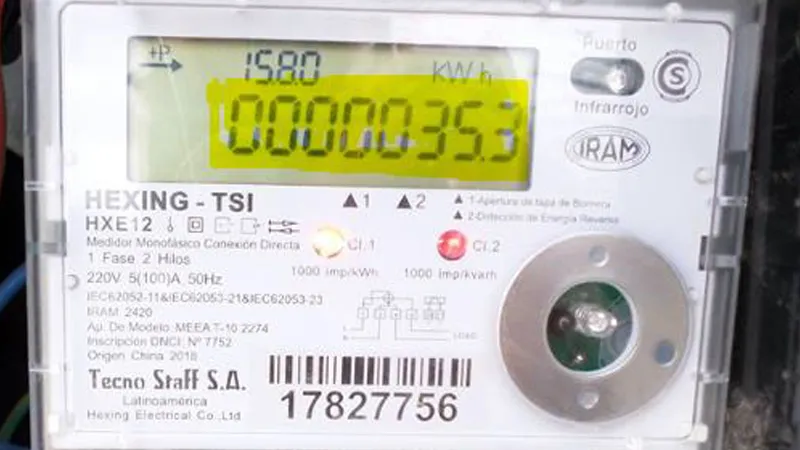 +P
15.8.0 kWh
0000035.3
Puerto
Infrarrojo
S
IRAM
HEXING - TSI
▲1 ▲2
▲ 1-Apertura de tapa de Bornera
▲ 2-Detección de Energía Reversa
HXE12
Medidor Monofásico Conexión Directa
1 Fase 2 Hilos
220V 5(100)A, 50Hz
Cl.1
1000 imp/kWh
Cl.2
1000 imp/kvarh
IEC62052-11&IEC62053-21&IEC62053-23
IRAM 2420
Ap. De Modelo MEEA T-10 2274
Inscripción DNCI: Nº 7752
Origen China 2018
LOAD
Tecno Staff S.A.
Latinoamérica
Hexing Electrical Co.,Ltd
17827756